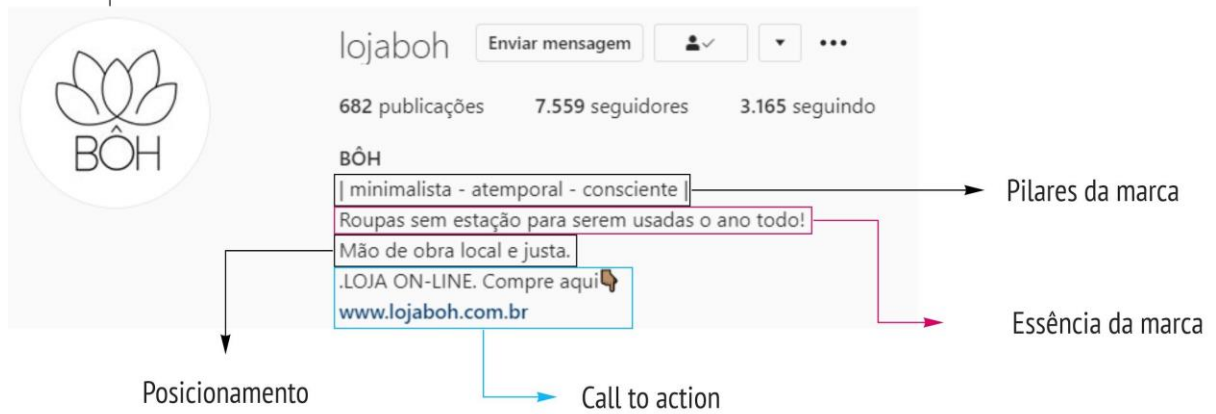 BÔH
lojaboh Enviar mensagem
682 publicações 7.559 seguidores 3.165 seguindo
BÔH
| minimalista - atemporal - consciente |
Pilares da marca
Roupas sem estação para serem usadas o ano todo!
Mão de obra local e justa.
.LOJA ON-LINE. Compre aqui👇🏾
www.lojaboh.com.br
Essência da marca
Posicionamento
Call to action